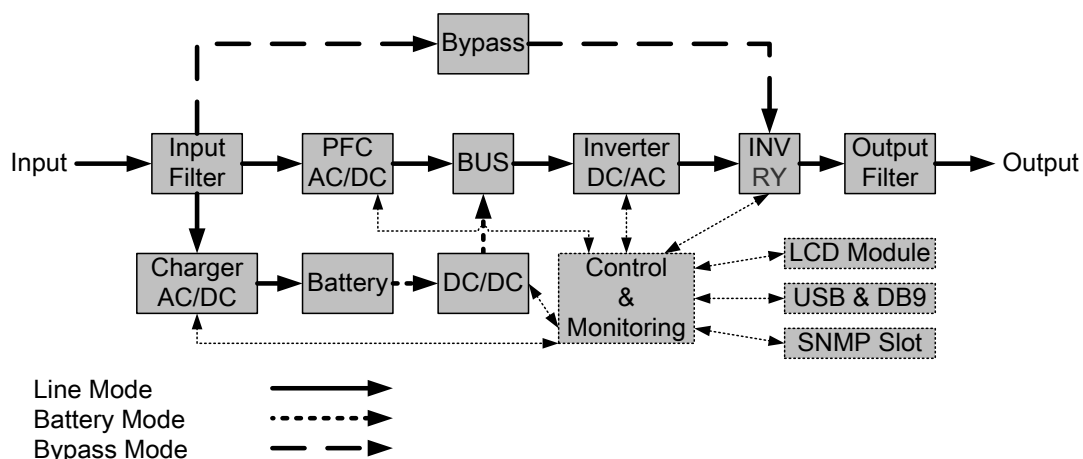 Bypass
Input
Input
Filter
PFC
AC/DC
BUS
Inverter
DC/AC
INV
RY
Output
Filter
Output
Charger
AC/DC
Battery
DC/DC
Control
&
Monitoring
LCD Module
USB & DB9
SNMP Slot
Line Mode
Battery Mode
Bypass Mode